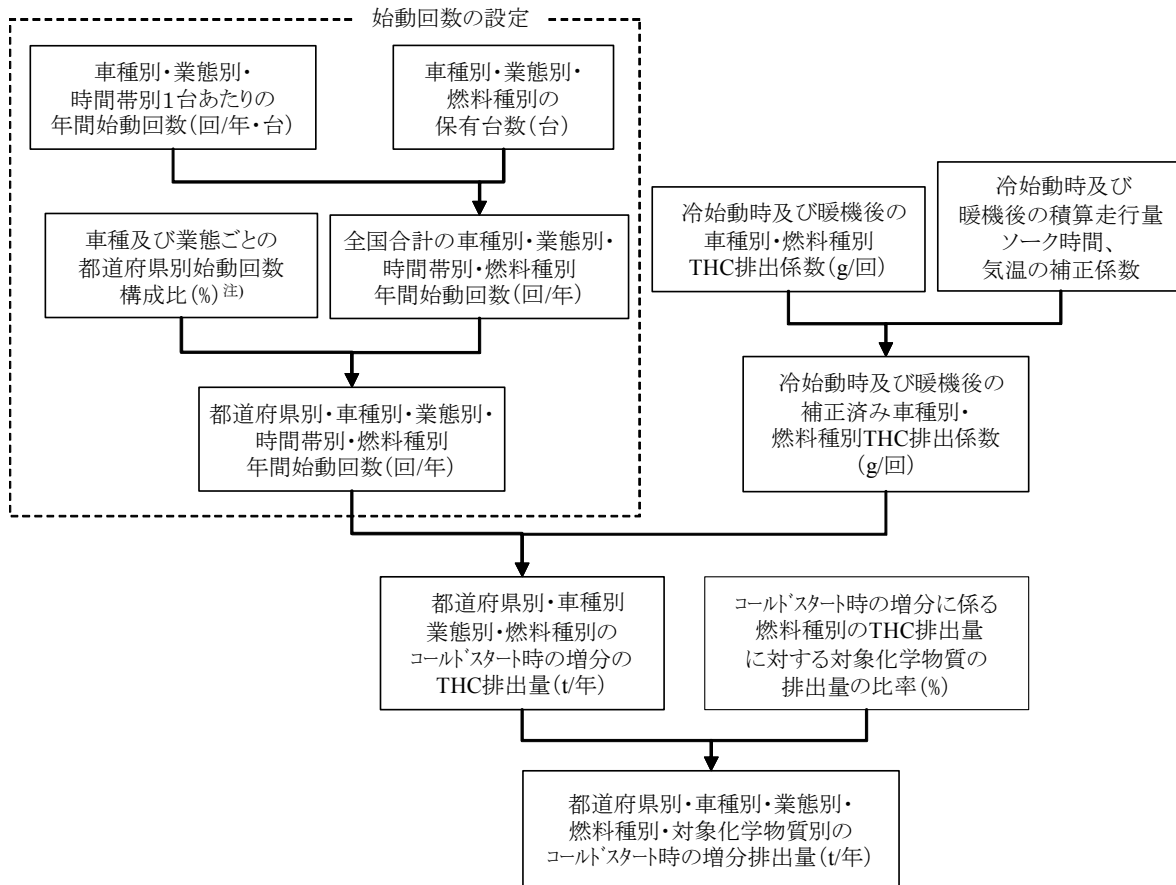 始動回数の設定
車種別・業態別・
時間帯別1台あたりの
年間始動回数(回/年・台)
車種別・業態別・
燃料種別の
保有台数(台)
車種及び業態ごとの
都道府県別始動回数
構成比(%)注)
全国合計の車種別・業態別・
時間帯別・燃料種別
年間始動回数(回/年)
冷始動時及び暖機後の
車種別・燃料種別
THC排出係数(g/回)
冷始動時及び
暖機後の積算走行量
ソーク時間、
気温の補正係数
都道府県別・車種別・業態別・
時間帯別・燃料種別
年間始動回数(回/年)
冷始動時及び暖機後の
補正済み車種別・
燃料種別THC排出係数
(g/回)
都道府県別・車種別
業態別・燃料種別の
コールドスタート時の増分の
THC排出量(t/年)
コールドスタート時の増分に係る
燃料種別のTHC排出量
に対する対象化学物質の
排出量の比率(%)
都道府県別・車種別・業態別・
燃料種別・対象化学物質別の
コールドスタート時の増分排出量(t/年)